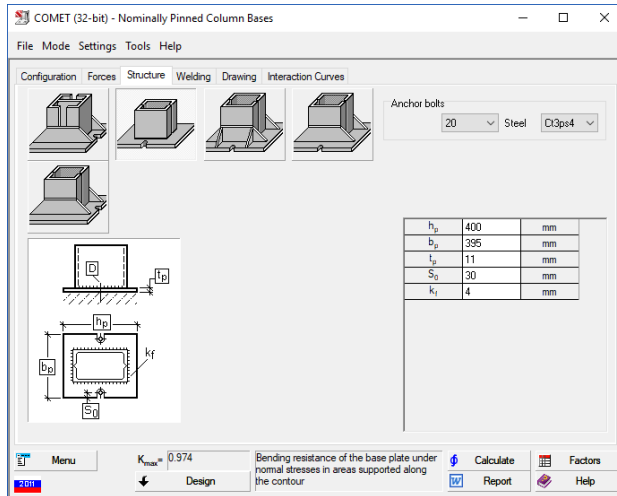 COMET (32-bit) - Nominally Pinned Column Bases
File Mode Settings Tools Help
Configuration Forces Structure Welding Drawing Interaction Curves
Anchor bolts
20 Steel Ct3ps4
hp 400 mm
bp 395 mm
tp 11 mm
S0 30 mm
kf 4 mm
D
tp
hp
bp
kf
S0
Menu
Kmax= 0.974
Bending resistance of the base plate under
normal stresses in areas supported along
the contour
Calculate
Factors
2011
Design
Report
Help